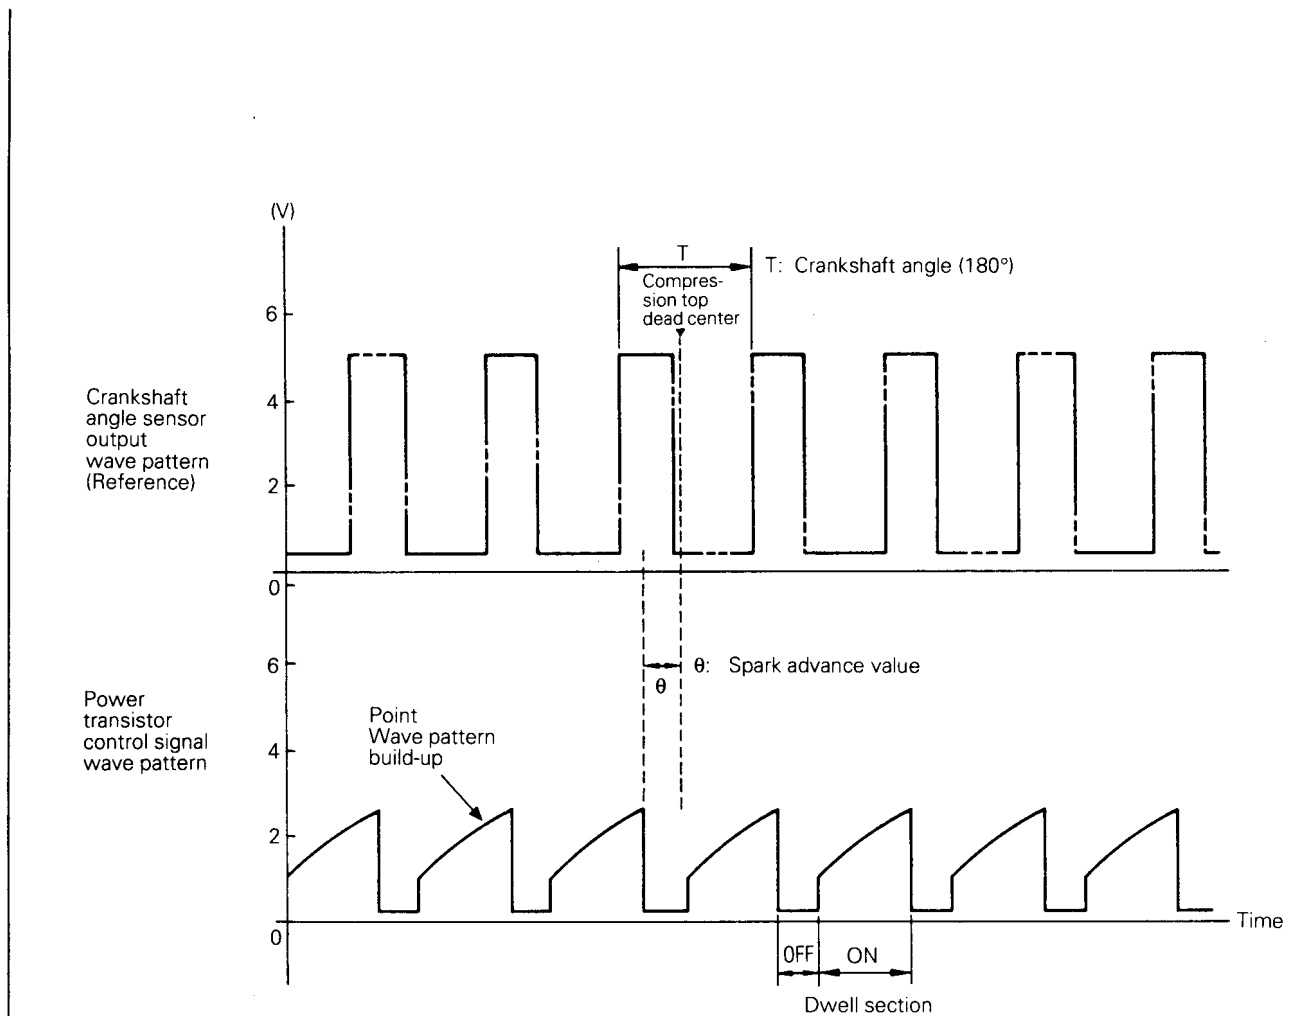 (V)
T
T: Crankshaft angle (180°)
Compres-
sion top
dead center
6
4
2
0
Crankshaft
angle sensor
output
wave pattern
(Reference)
θ: Spark advance value
θ
6
4
2
0
Power
transistor
control signal
wave pattern
Point
Wave pattern
build-up
Time
OFF
ON
Dwell section